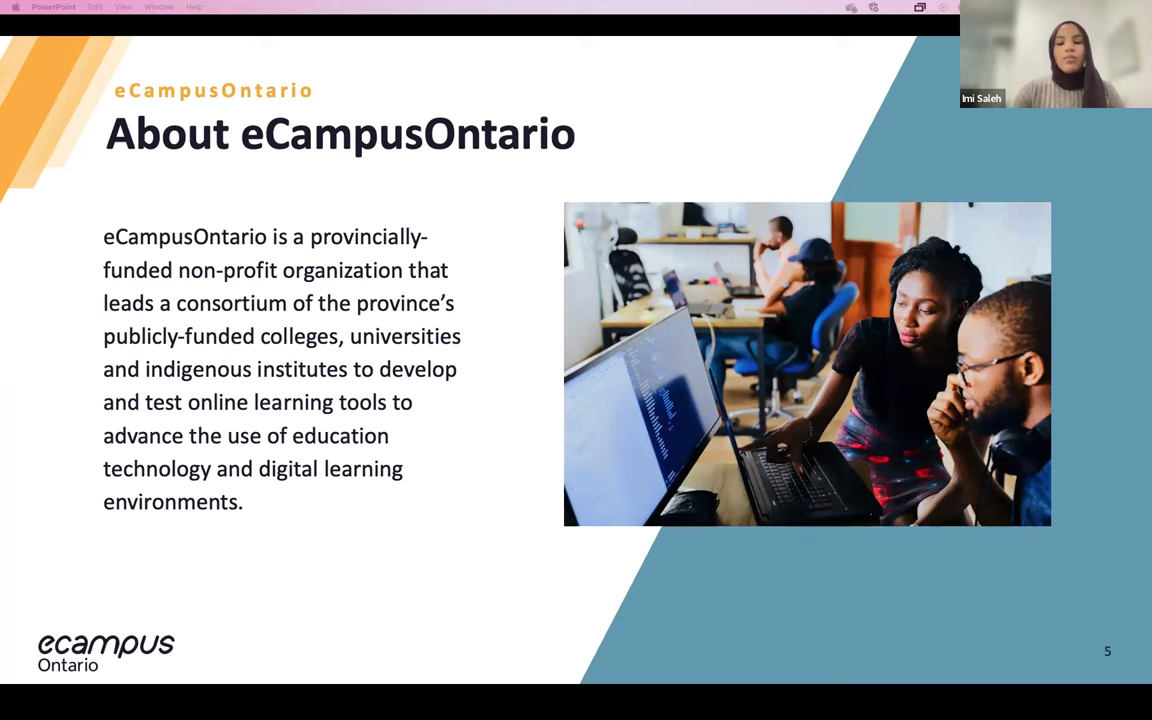 PowerPoint Edit View Window Help
Imi Saleh
eCampusOntario
About eCampusOntario
eCampusOntario is a provincially-
funded non-profit organization that
leads a consortium of the province’s
publicly-funded colleges, universities
and indigenous institutes to develop
and test online learning tools to
advance the use of education
technology and digital learning
environments.
ecampus
Ontario
5